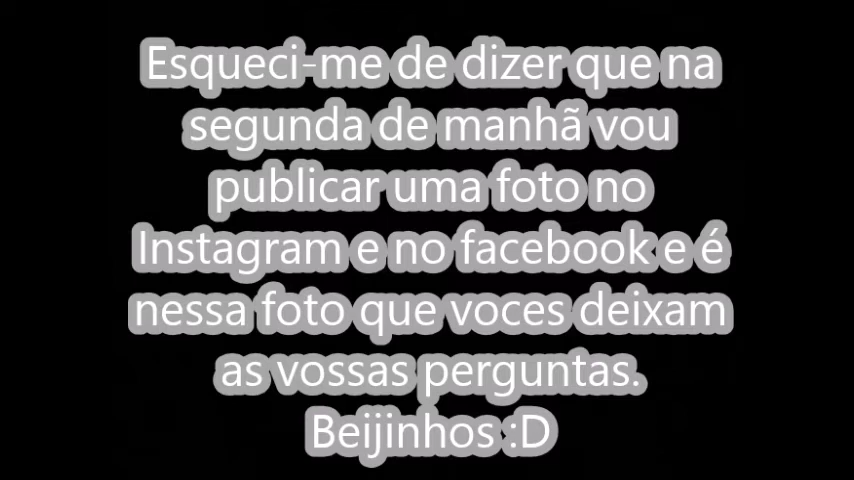 Esqueci-me de dizer que na
segunda de manhã vou
publicar uma foto no
Instagram e no facebook e é
nessa foto que voces deixam
as vossas perguntas.
Beijinhos :D